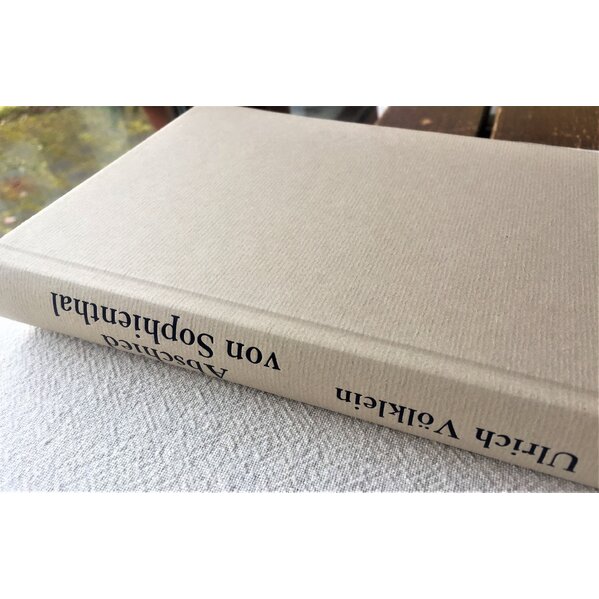 Ulrich Völklein
Abschied
von Sophienthal